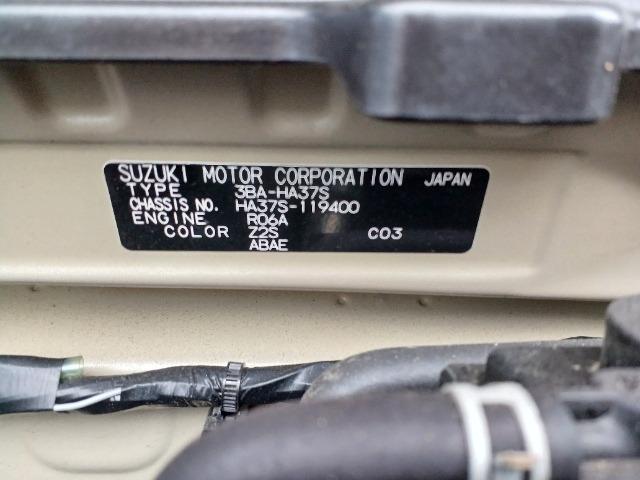 SUZUKI MOTOR CORPORATION JAPAN
TYPE 3BA-HA37S
CHASSIS NO. HA37S-119400
ENGINE R06A
COLOR Z2S C03
ABAE